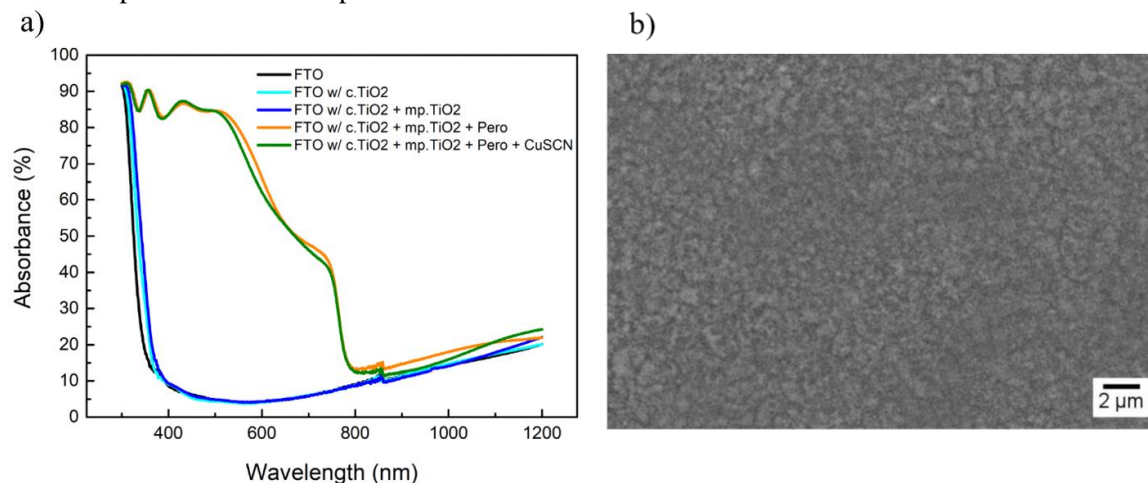 a)
b)
100
90
80
70
60
50
40
30
20
10
0
Absorbance (%)
FTO
FTO w/ c.TiO2
FTO w/ c.TiO2 + mp.TiO2
FTO w/ c.TiO2 + mp.TiO2 + Pero
FTO w/ c.TiO2 + mp.TiO2 + Pero + CuSCN
400 600 800 1000 1200
Wavelength (nm)
2 µm